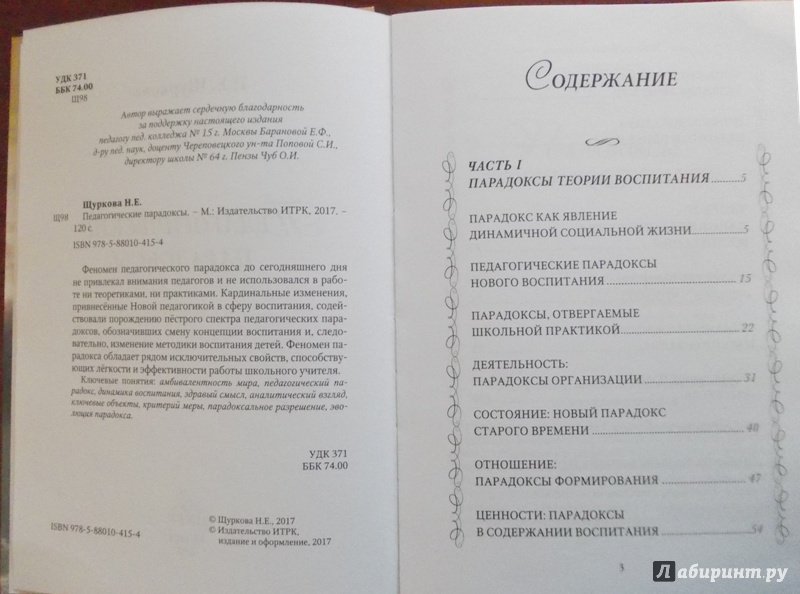 УДК 371
ББК 74.00
Щ98
Автор выражает сердечную благодарность
за поддержку настоящего издания
педагогу пед. колледжа № 15 г. Москвы Барановой Е.Ф.,
д-ру пед. наук, доценту Череповецкого ун-та Поповой С.И.,
директору школы № 64 г. Пензы Чуб О.И.
Щуркова Н.Е.
Щ98 Педагогические парадоксы. – М.: Издательство ИТРК, 2017. –
120 с.
ISBN 978-5-88010-415-4
Феномен педагогического парадокса до сегодняшнего дня
не привлекал внимания педагогов и не использовался в рабо-
те ни теоретиками, ни практиками. Кардинальные изменения,
привнесённые Новой педагогикой в сферу воспитания, содей-
ствовали порождению пёстрого спектра педагогических пара-
доксов, обозначивших смену концепции воспитания и, следо-
вательно, изменение методики воспитания детей. Феномен па-
радокса обладает рядом исключительных свойств, способству-
ющих лёгкости и эффективности работы школьного учителя.
Ключевые понятия: амбивалентность мира, педагогический па-
радокс, динамика воспитания, здравый смысл, аналитический взгляд,
ключевые объекты, критерий меры, парадоксальное разрешение, эво-
люция парадокса.
УДК 371
ББК 74.00
ISBN 978-5-88010-415-4
© Щуркова Н.Е., 2017
© Издательство ИТРК,
издание и оформление, 2017
СОДЕРЖАНИЕ
ЧАСТЬ I
ПАРАДОКСЫ ТЕОРИИ ВОСПИТАНИЯ..........5
ПАРАДОКС КАК ЯВЛЕНИЕ
ДИНАМИЧНОЙ СОЦИАЛЬНОЙ ЖИЗНИ..........5
ПЕДАГОГИЧЕСКИЕ ПАРАДОКСЫ
НОВОГО ВОСПИТАНИЯ..........15
ПАРАДОКСЫ, ОТВЕРГАЕМЫЕ
ШКОЛЬНОЙ ПРАКТИКОЙ..........22
ДЕЯТЕЛЬНОСТЬ:
ПАРАДОКСЫ ОРГАНИЗАЦИИ..........31
СОСТОЯНИЕ: НОВЫЙ ПАРАДОКС
СТАРОГО ВРЕМЕНИ..........40
ОТНОШЕНИЕ:
ПАРАДОКСЫ ФОРМИРОВАНИЯ..........47
ЦЕННОСТИ: ПАРАДОКСЫ
В СОДЕРЖАНИИ ВОСПИТАНИЯ..........54
3
Лабиринт.ру